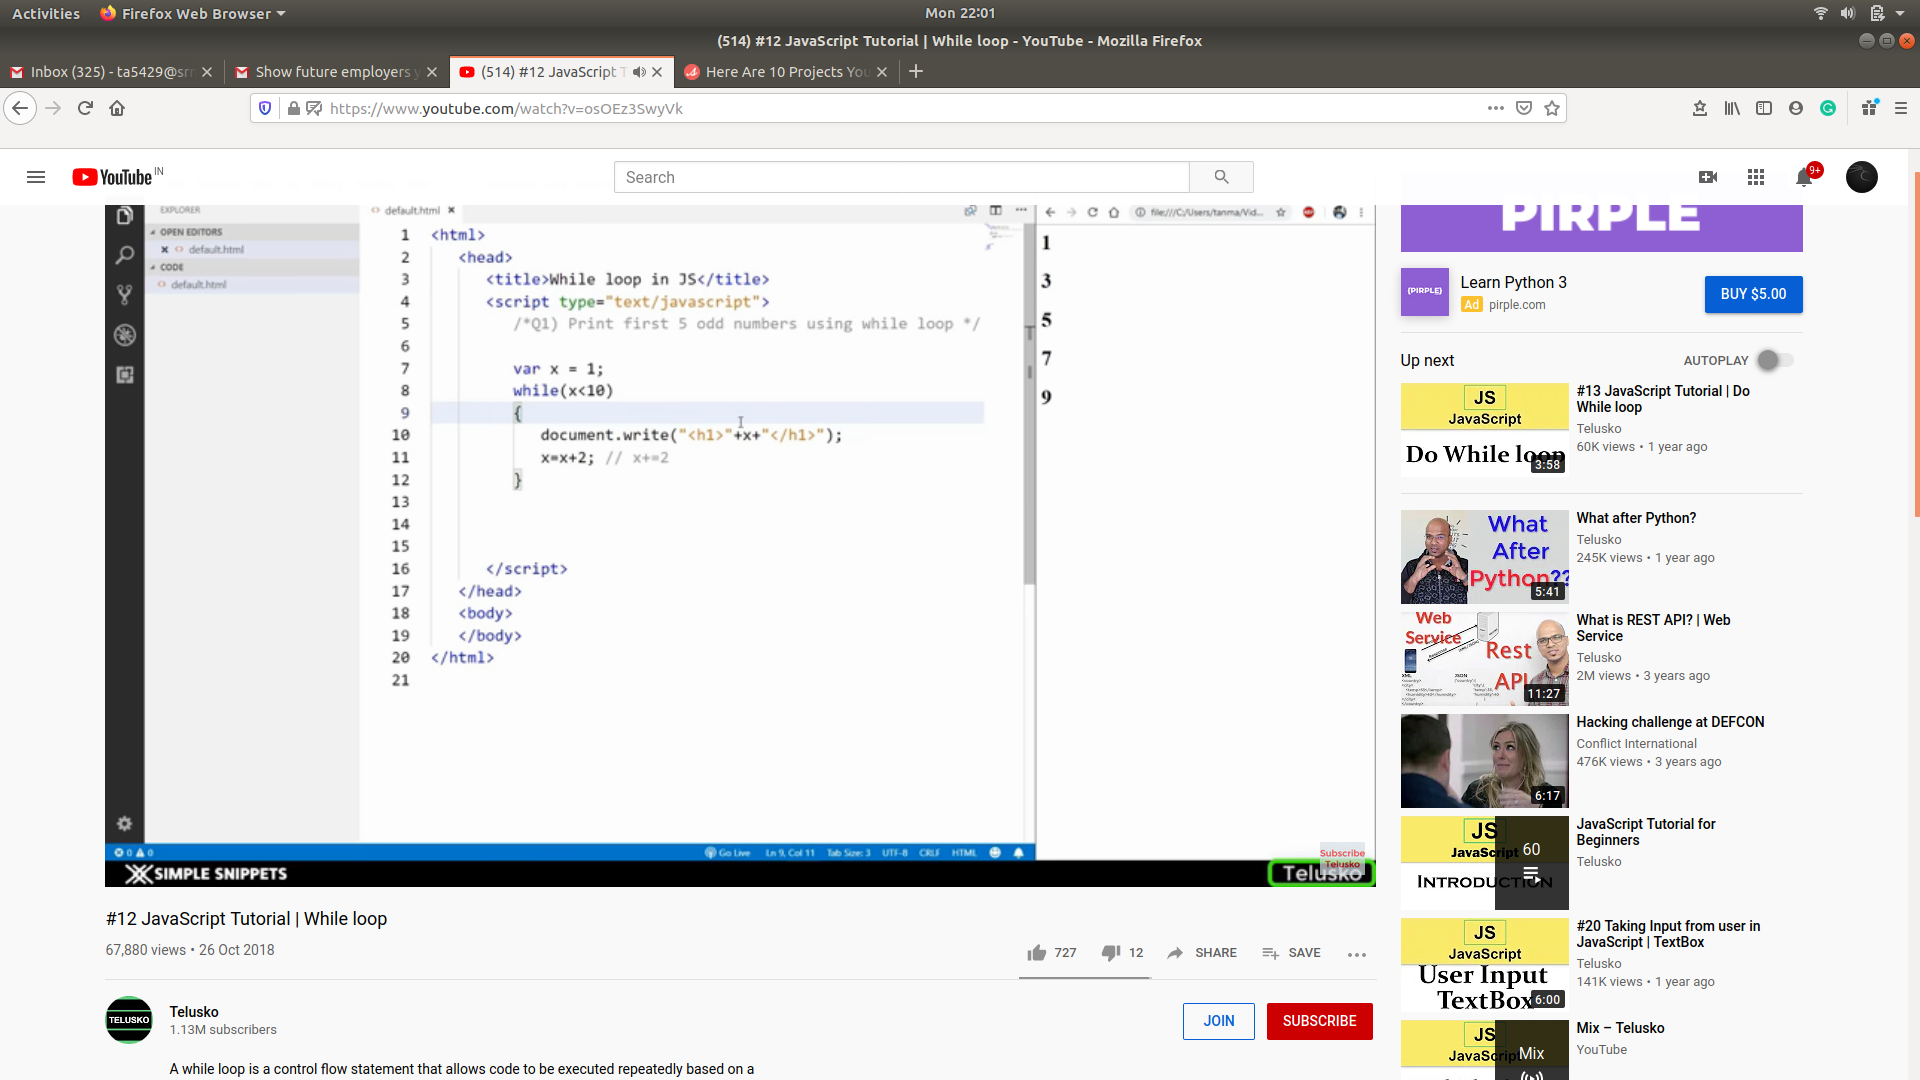 Activities
Firefox Web Browser
Mon 22:01
(514) #12 JavaScript Tutorial | While loop - YouTube - Mozilla Firefox
Inbox (325) - ta5429@srm
Show future employers y
(514) #12 JavaScript T
Here Are 10 Projects You
https://www.youtube.com/watch?v=osOEz3SwyVk
YouTube IN
Search
9+
EXPLORER
OPEN EDITORS
default.html
CODE
default.html
default.html
file:///C:/Users/tanma/Vid...
1 <html>
2 <head>
3 <title>While loop in JS</title>
4 <script type="text/javascript">
5 /*Q1) Print first 5 odd numbers using while loop */
6
7 var x = 1;
8 while(x<10)
9 {
10 document.write("<h1>"+x+"</h1>");
11 x=x+2; // x+=2
12 }
13
14
15
16 </script>
17 </head>
18 <body>
19 </body>
20 </html>
21
1
3
5
7
9
0 0
Go Live
Ln 9, Col 11
Tab Size: 3
UTF-8
CRLF
HTML
SIMPLE SNIPPETS
Subscribe
Telusko
Telusko
#12 JavaScript Tutorial | While loop
67,880 views • 26 Oct 2018
727
12
SHARE
SAVE
TELUSKO
Telusko
1.13M subscribers
JOIN
SUBSCRIBE
A while loop is a control flow statement that allows code to be executed repeatedly based on a
PIRPLE
(PIRPLE)
Learn Python 3
Ad pirple.com
BUY $5.00
Up next
AUTOPLAY
JS
JavaScript
Do While loop
3:58
#13 JavaScript Tutorial | Do
While loop
Telusko
60K views • 1 year ago
What
After
Python??
5:41
What after Python?
Telusko
245K views • 1 year ago
Web
Service
Rest
API
11:27
What is REST API? | Web
Service
Telusko
2M views • 3 years ago
6:17
Hacking challenge at DEFCON
Conflict International
476K views • 3 years ago
JS
JavaScript
INTRODUCTION
60
JavaScript Tutorial for
Beginners
Telusko
JS
JavaScript
User Input
TextBox
6:00
#20 Taking Input from user in
JavaScript | TextBox
Telusko
141K views • 1 year ago
JS
JavaScript
Mix
Mix – Telusko
YouTube